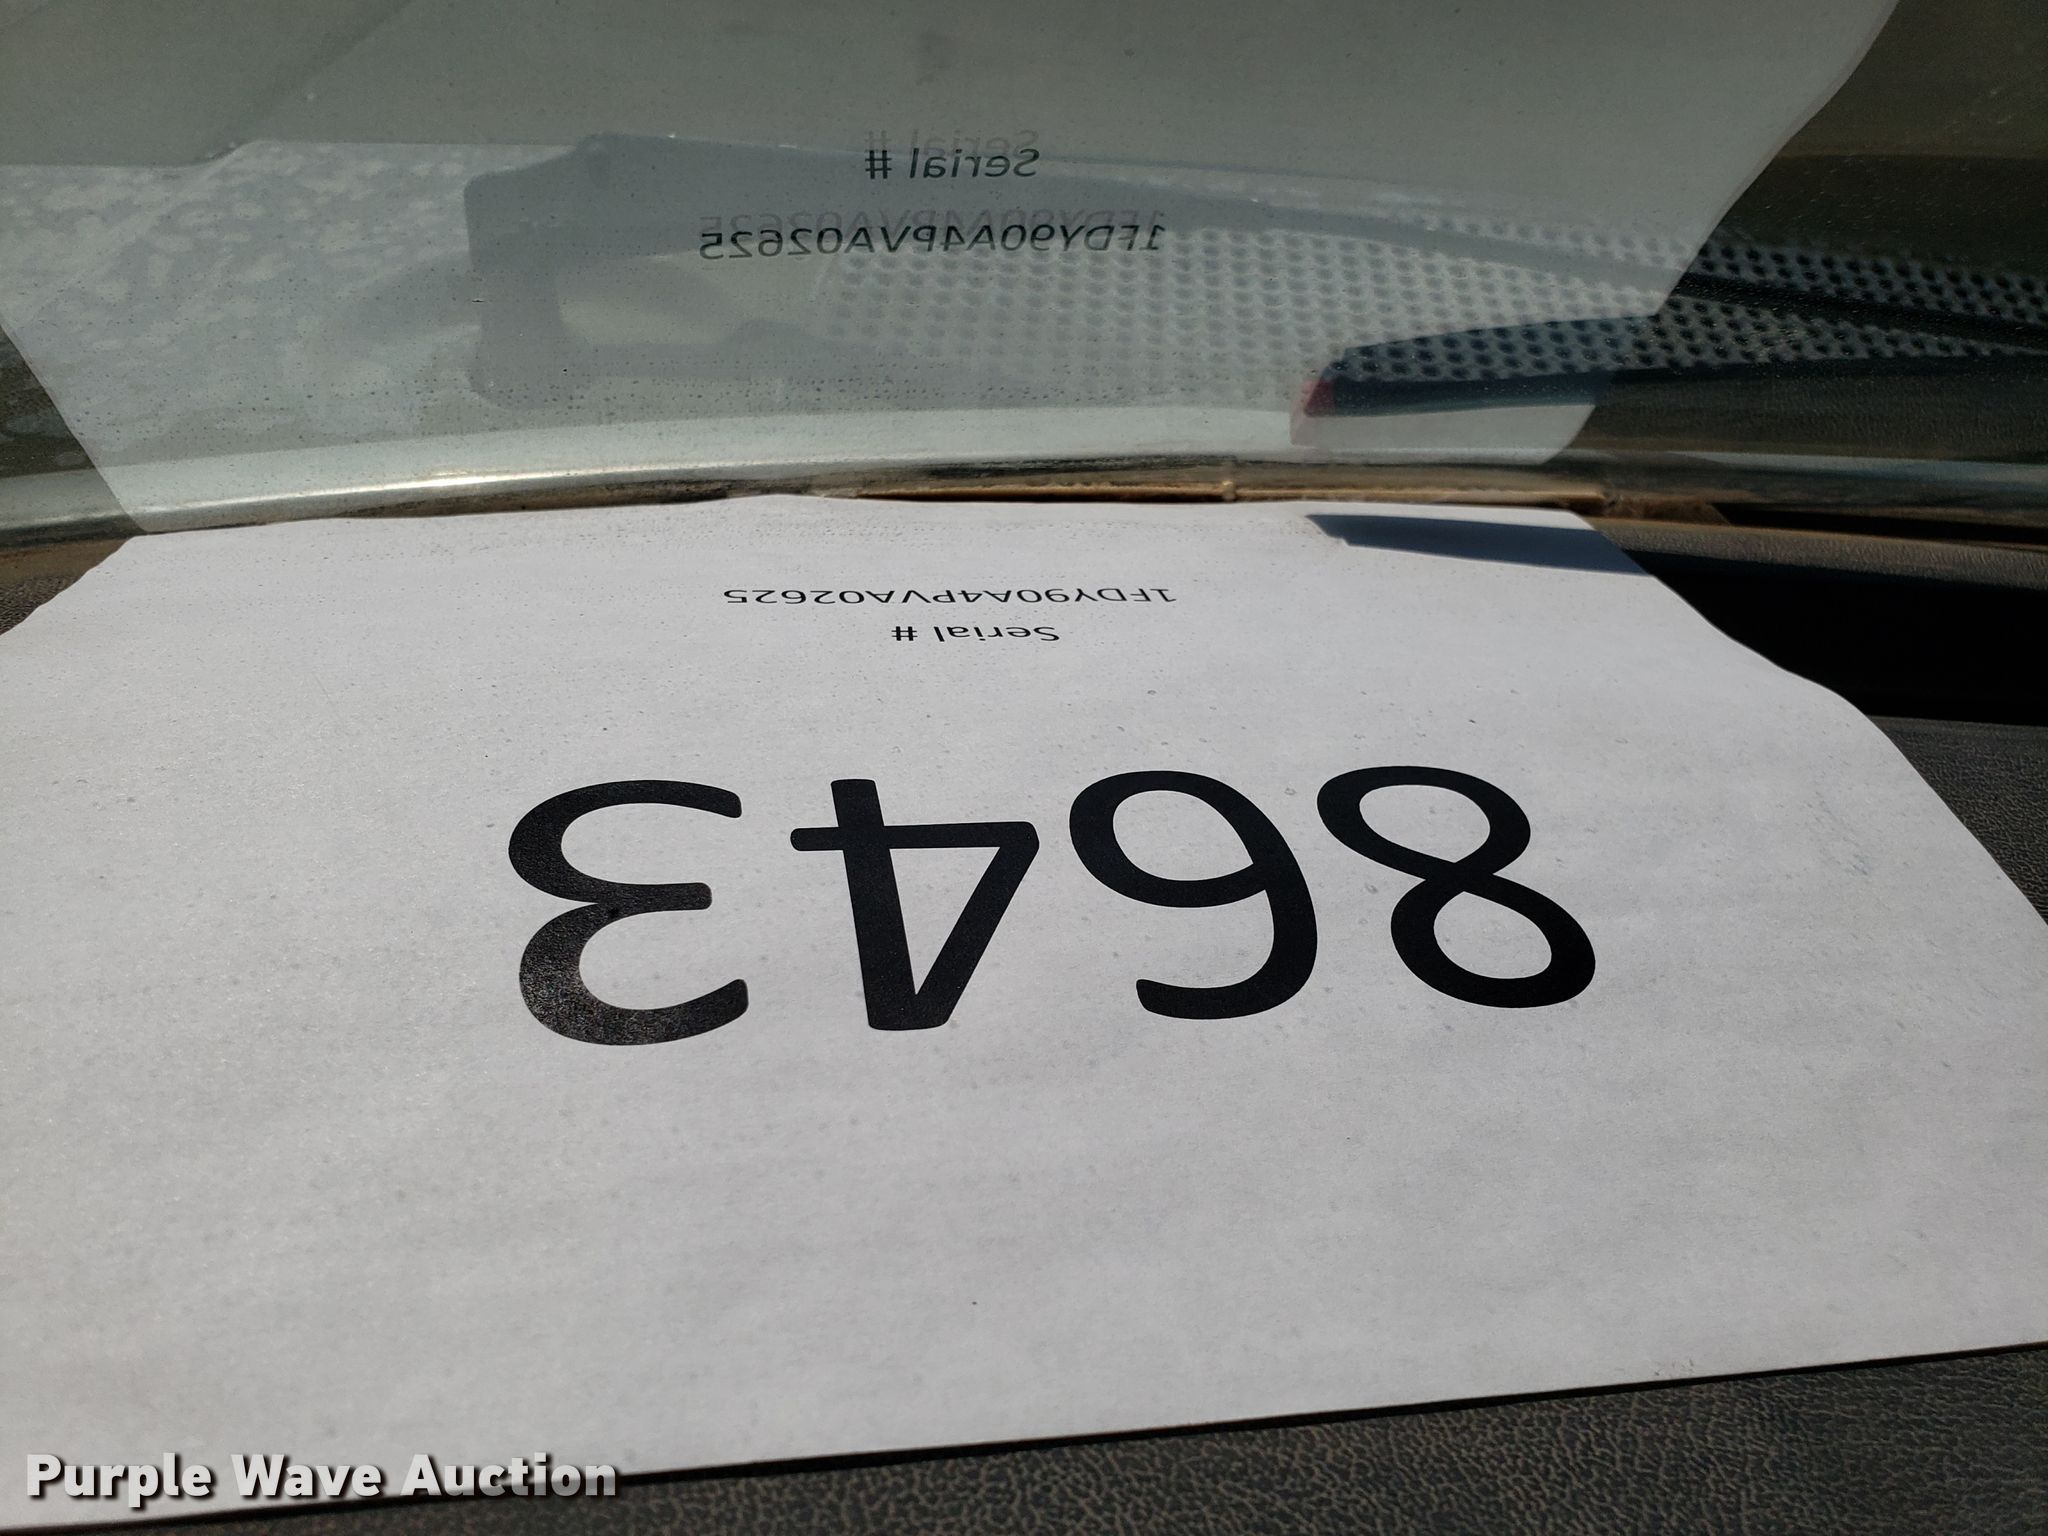 8643
Serial #
1FDY90A4PVA02625
Serial #
1FDY90A4PVA02625
Purple Wave Auction